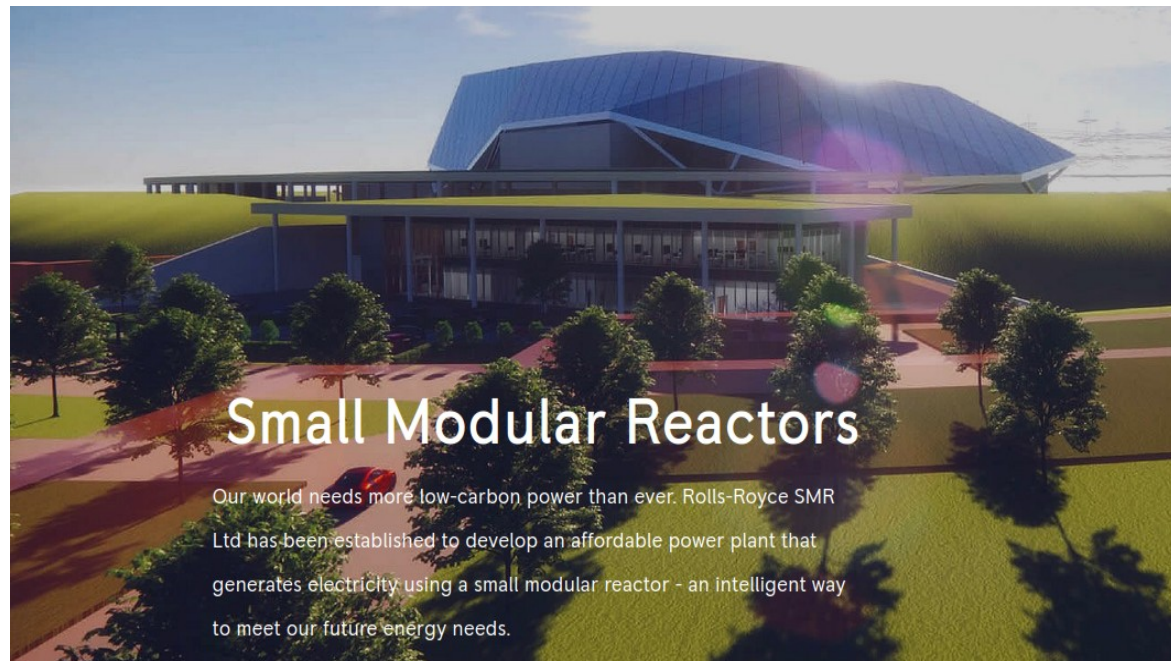 Small Modular Reactors
Our world needs more low-carbon power than ever. Rolls-Royce SMR
Ltd has been established to develop an affordable power plant that
generates electricity using a small modular reactor - an intelligent way
to meet our future energy needs.